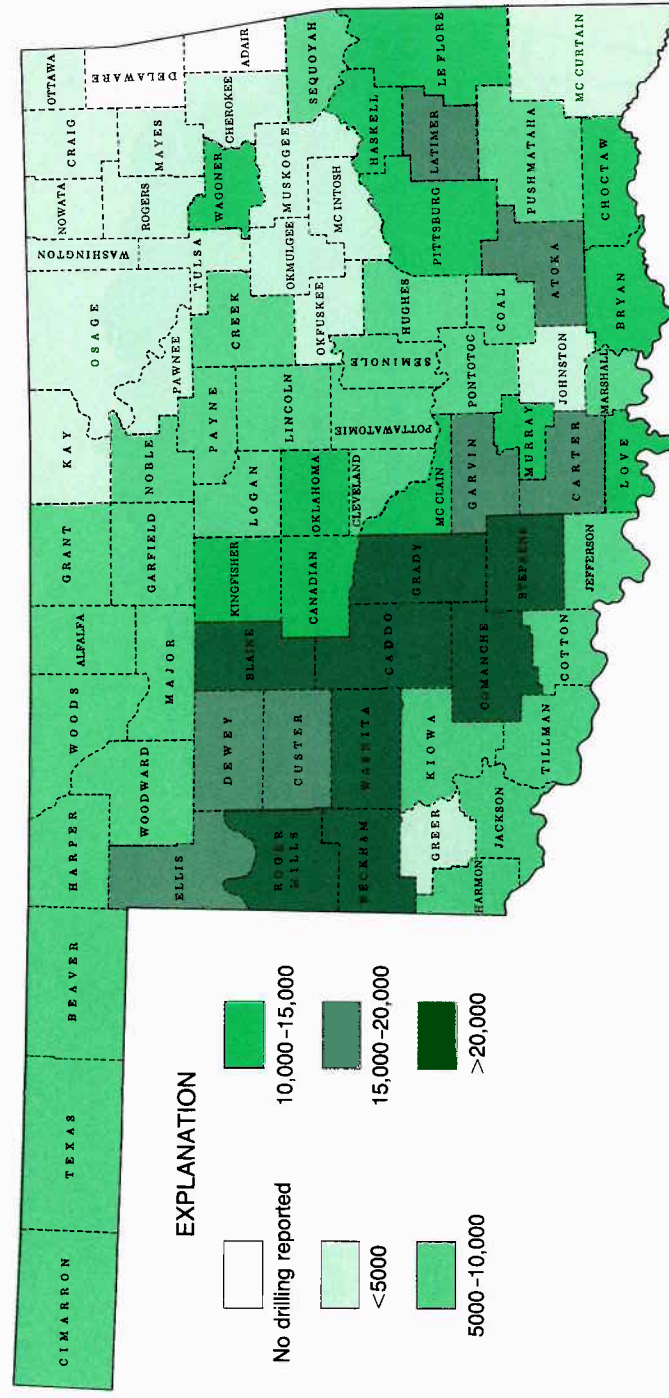 CIMARRON
TEXAS
BEAVER
HARPER
WOODS
ALFALFA
GRANT
KAY
OSAGE
WASHINGTON
NOWATA
CRAIG
OTTAWA
ELLIS
WOODWARD
MAJOR
GARFIELD
NOBLE
PAWNEE
ROGERS
MAYES
DELAWARE
DEWEY
BLAINE
KINGFISHER
LOGAN
PAYNE
CREEK
TULSA
WAGONER
CHEROKEE
ADAIR
ROGER
MILLS
CUSTER
CANADIAN
OKLAHOMA
LINCOLN
OKMULGEE
MUSKOGEE
SEQUOYAH
BECKHAM
WASHITA
CADDO
GRADY
CLEVELAND
POTTAWATOMIE
SEMINOLE
OKFUSKEE
MC INTOSH
HASKELL
HUGHES
PITTSBURG
LATIMER
LE FLORE
GREER
KIOWA
COMANCHE
MC CLAIN
GARVIN
PONTOTOC
COAL
HARMON
JACKSON
TILLMAN
COTTON
STEPHENS
JEFFERSON
MURRAY
CARTER
JOHNSTON
ATOKA
PUSHMATAHA
MC CURTAIN
LOVE
MARSHALL
BRYAN
CHOCTAW
EXPLANATION
No drilling reported
<5000
5000-10,000
10,000-15,000
15,000-20,000
>20,000